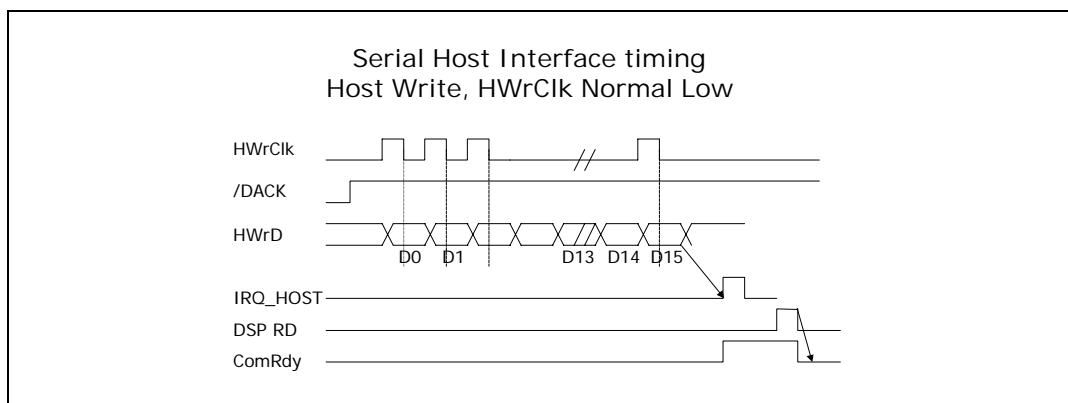 Serial Host Interface timing
Host Write, HWrClk Normal Low
HWrClk
/DACK
HWrD
D0 D1 D13 D14 D15
IRQ_HOST
DSP RD
ComRdy